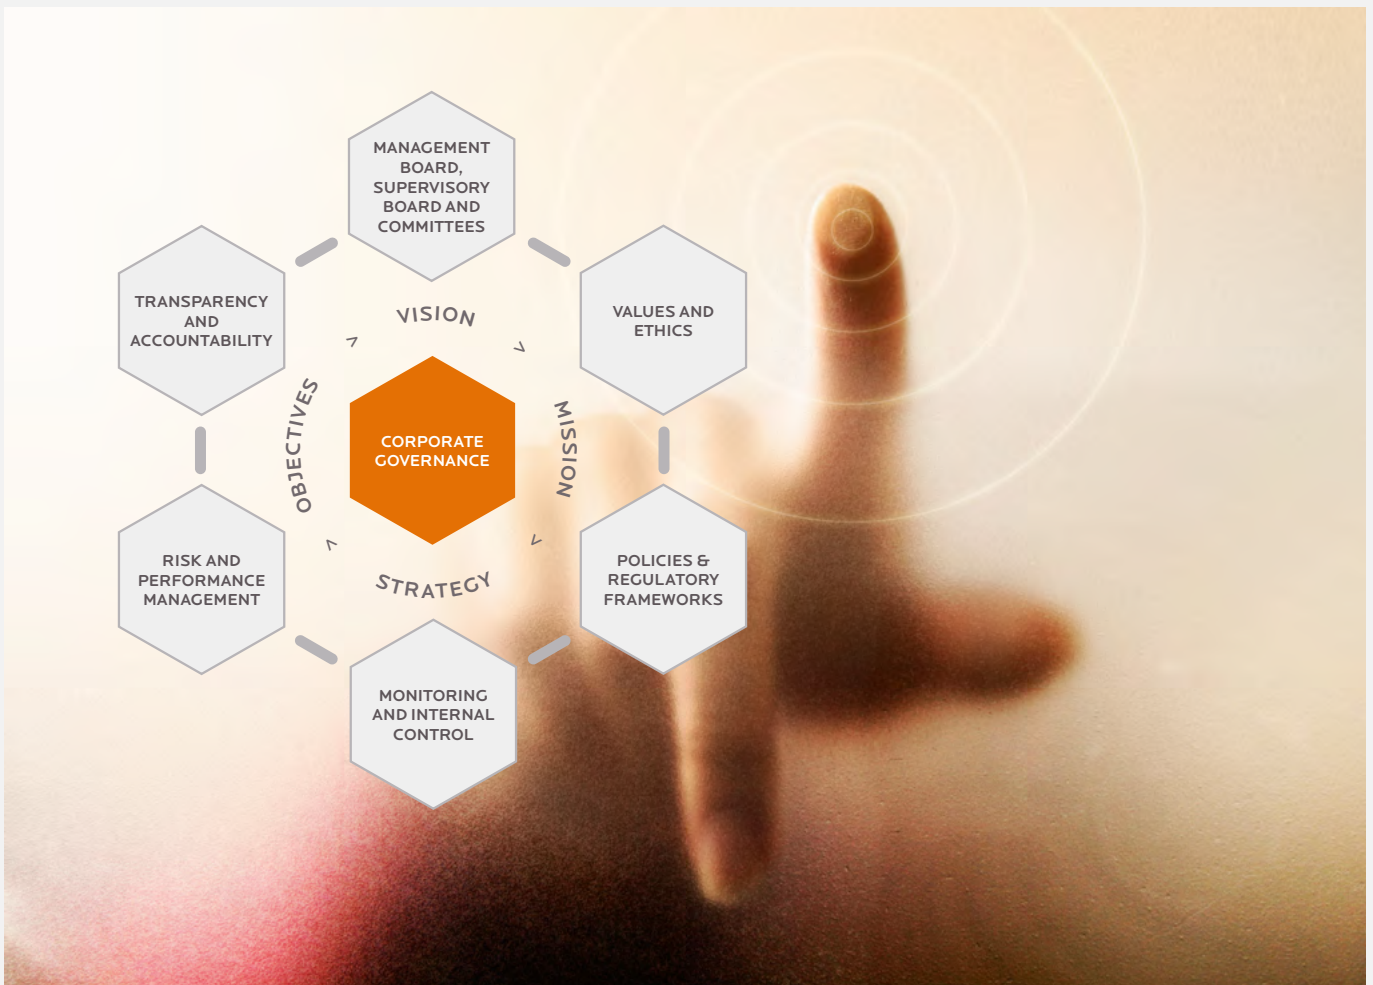 MANAGEMENT
BOARD,
SUPERVISORY
BOARD AND
COMMITTEES
TRANSPARENCY
AND
ACCOUNTABILITY
VALUES AND
ETHICS
VISION
MISSION
STRATEGY
OBJECTIVES
CORPORATE
GOVERNANCE
RISK AND
PERFORMANCE
MANAGEMENT
POLICIES &
REGULATORY
FRAMEWORKS
MONITORING
AND INTERNAL
CONTROL